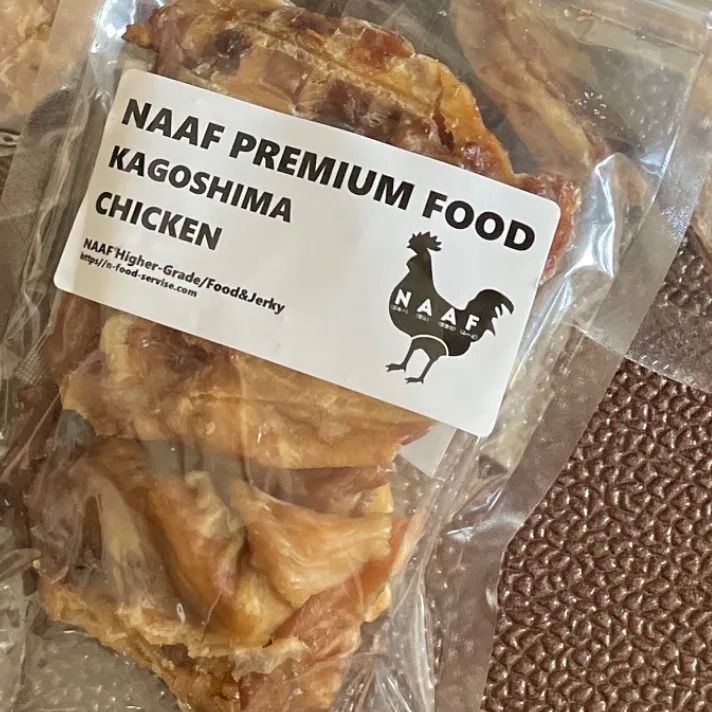 NAAF PREMIUM FOOD
KAGOSHIMA
CHICKEN
NAAF Higher-Grade/Food&Jerky
https//n-food-servise.com
NAAF